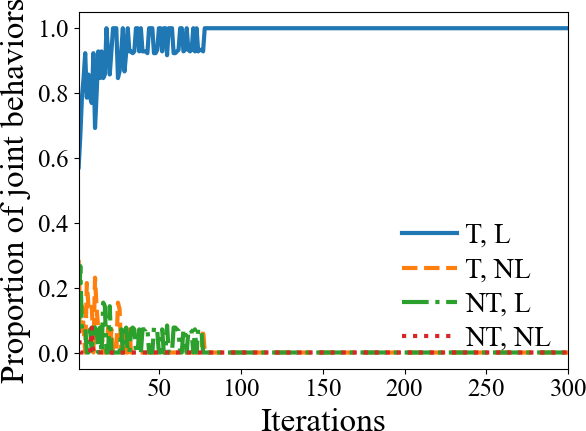 Proportion of joint behaviors
1.0
0.8
0.6
0.4
0.2
0.0
T, L
T, NL
NT, L
NT, NL
50
100
150
200
250
300
Iterations